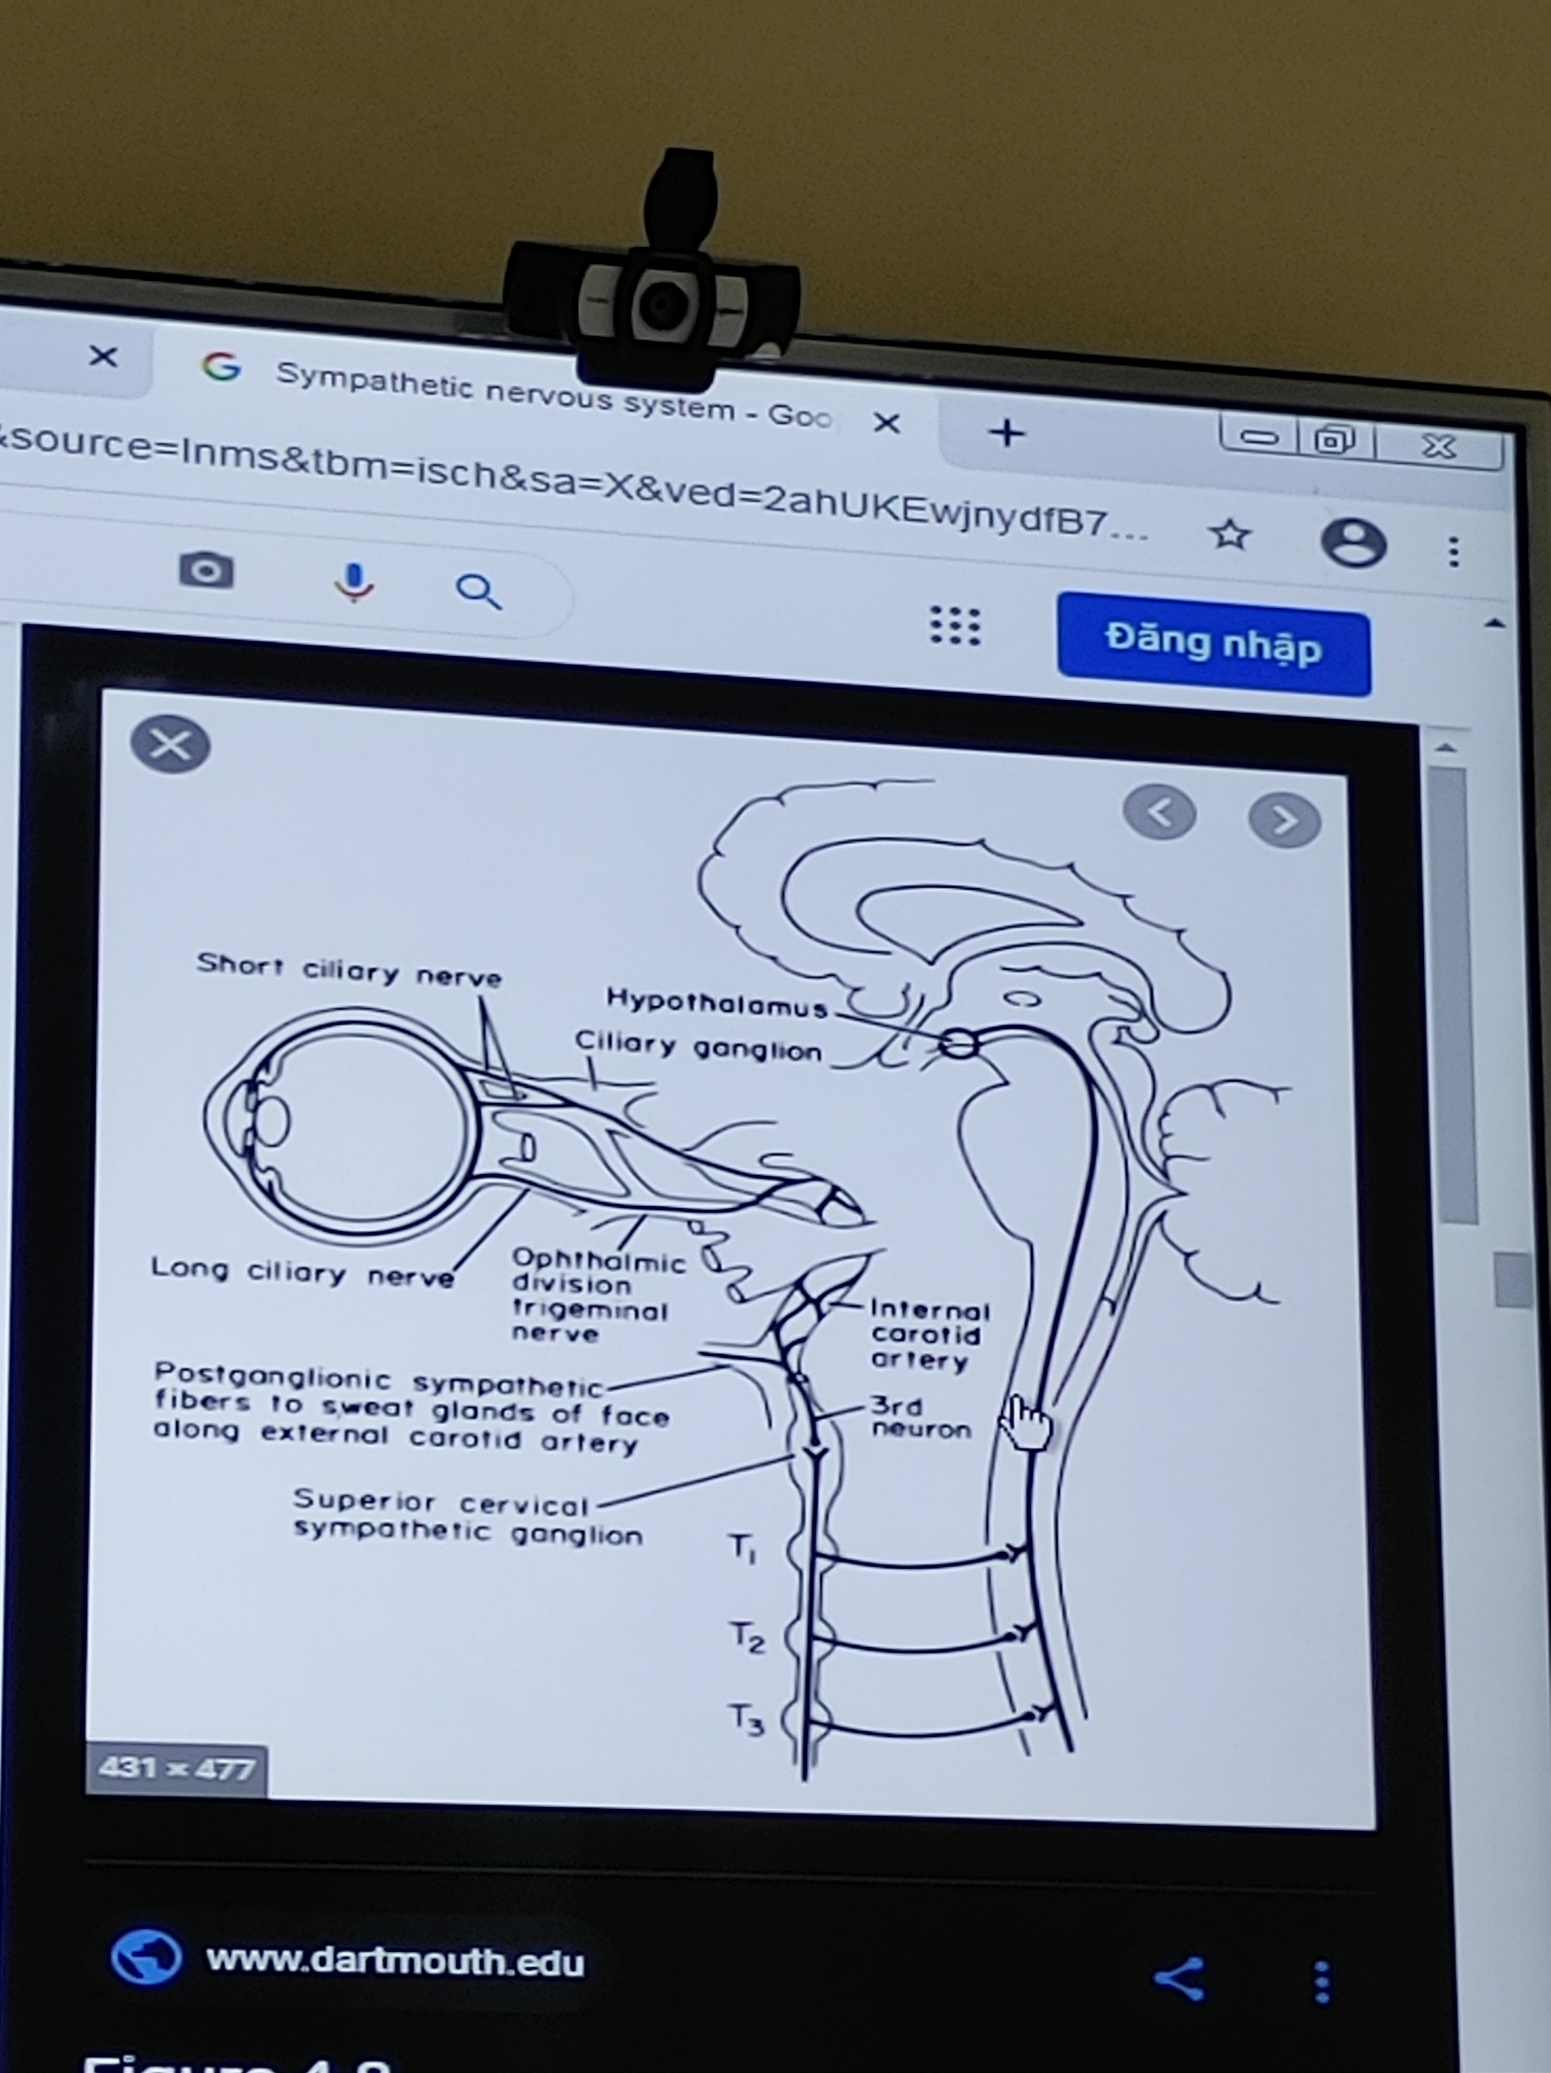 Sympathetic nervous system - Goo
&source=lnms&tbm=isch&sa=X&ved=2ahUKEwjnydfB7...
Đăng nhập
Short ciliary nerve
Hypothalamus
Ciliary ganglion
Long ciliary nerve
Ophthalmic
division
trigeminal
nerve
Internal
carotid
artery
Postganglionic sympathetic
fibers to sweat glands of face
along external carotid artery
3rd
neuron
Superior cervical
sympathetic ganglion
T1
T2
T3
431 × 477
www.dartmouth.edu